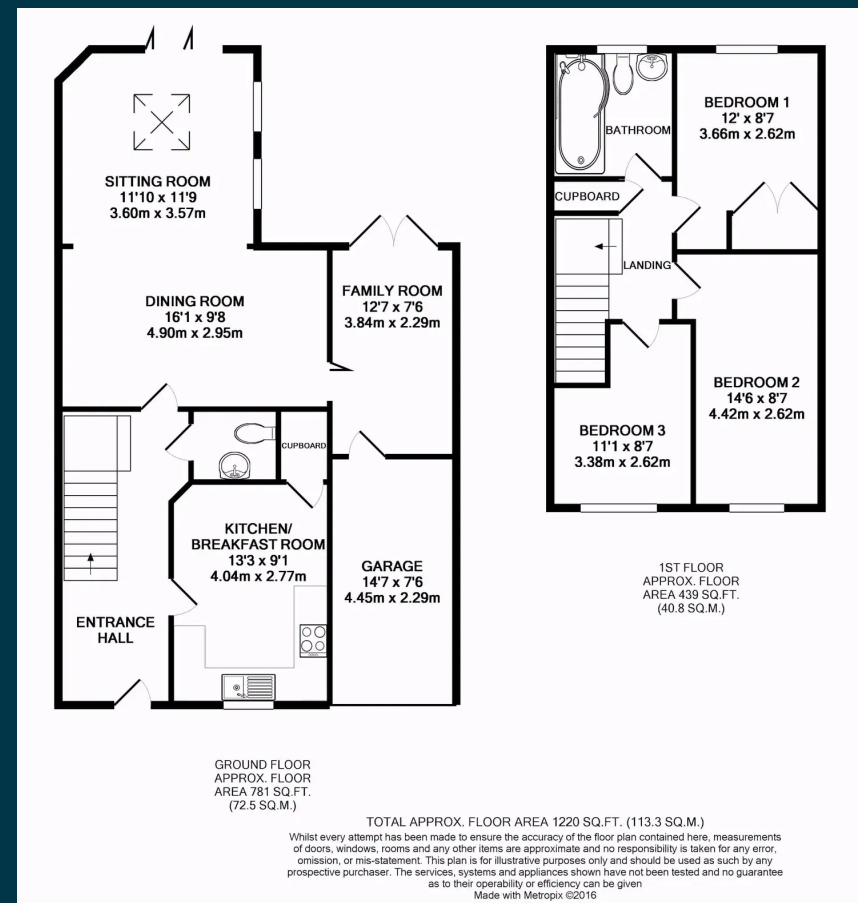 SITTING ROOM
11'10 x 11'9
3.60m x 3.57m
DINING ROOM
16'1 x 9'8
4.90m x 2.95m
FAMILY ROOM
12'7 x 7'6
3.84m x 2.29m
CUPBOARD
KITCHEN/
BREAKFAST ROOM
13'3 x 9'1
4.04m x 2.77m
GARAGE
14'7 x 7'6
4.45m x 2.29m
ENTRANCE
HALL
GROUND FLOOR
APPROX. FLOOR
AREA 781 SQ.FT.
(72.5 SQ.M.)
BATHROOM
BEDROOM 1
12' x 8'7
3.66m x 2.62m
CUPBOARD
LANDING
BEDROOM 2
14'6 x 8'7
4.42m x 2.62m
BEDROOM 3
11'1 x 8'7
3.38m x 2.62m
1ST FLOOR
APPROX. FLOOR
AREA 439 SQ.FT.
(40.8 SQ.M.)
TOTAL APPROX. FLOOR AREA 1220 SQ.FT. (113.3 SQ.M.)
Whilst every attempt has been made to ensure the accuracy of the floor plan contained here, measurements
of doors, windows, rooms and any other items are approximate and no responsibility is taken for any error,
omission, or mis-statement. This plan is for illustrative purposes only and should be used as such by any
prospective purchaser. The services, systems and appliances shown have not been tested and no guarantee
as to their operability or efficiency can be given
Made with Metropix ©2016